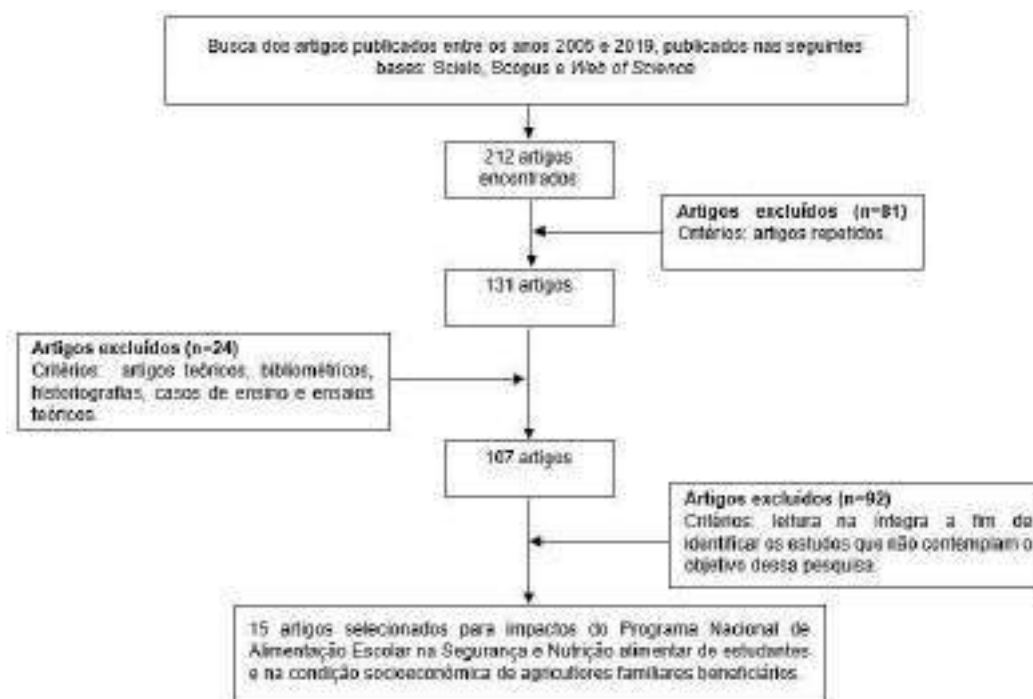 Busca dos artigos publicados entre os anos 2005 e 2019, publicados nas seguintes
bases: Scielo, Scopus e Web of Science
212 artigos
encontrados
Artigos excluídos (n=81)
Critérios: artigos repetidos.
131 artigos
Artigos excluídos (n=24)
Critérios: artigos teóricos, bibliométricos,
historiografias, casos de ensino e ensaios
teóricos.
107 artigos
Artigos excluídos (n=92)
Critérios: leitura na íntegra a fim de
identificar os estudos que não contemplam o
objetivo dessa pesquisa.
15 artigos selecionados para impactos do Programa Nacional de
Alimentação Escolar na Segurança e Nutrição alimentar de estudantes
e na condição socioeconômica de agricultores familiares beneficiários.